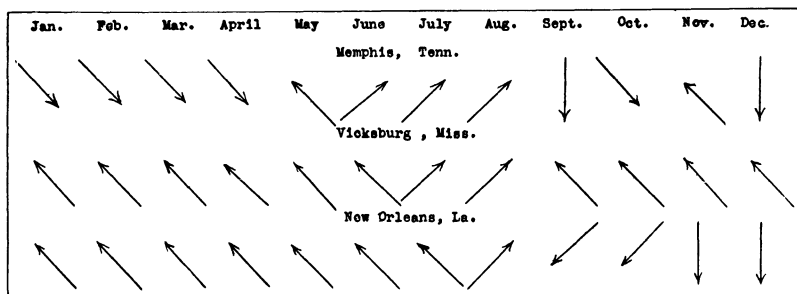 Jan. Feb. Mar. April May June July Aug. Sept. Oct. Nov. Dec.
Memphis, Tenn.
Vicksburg , Miss.
New Orleans, La.